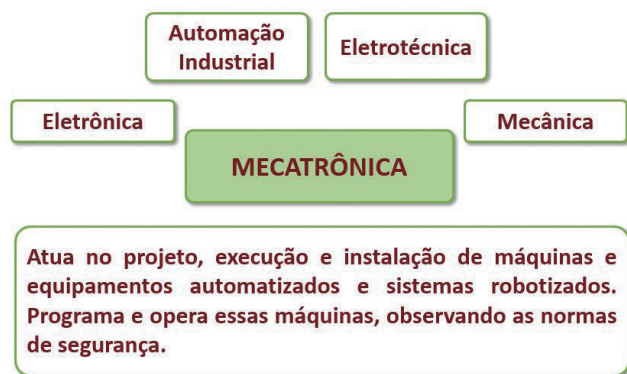 Automação
Industrial
Eletrotécnica
Eletrônica
Mecânica
MECATRÔNICA
Atua no projeto, execução e instalação de máquinas e
equipamentos automatizados e sistemas robotizados.
Programa e opera essas máquinas, observando as normas
de segurança.